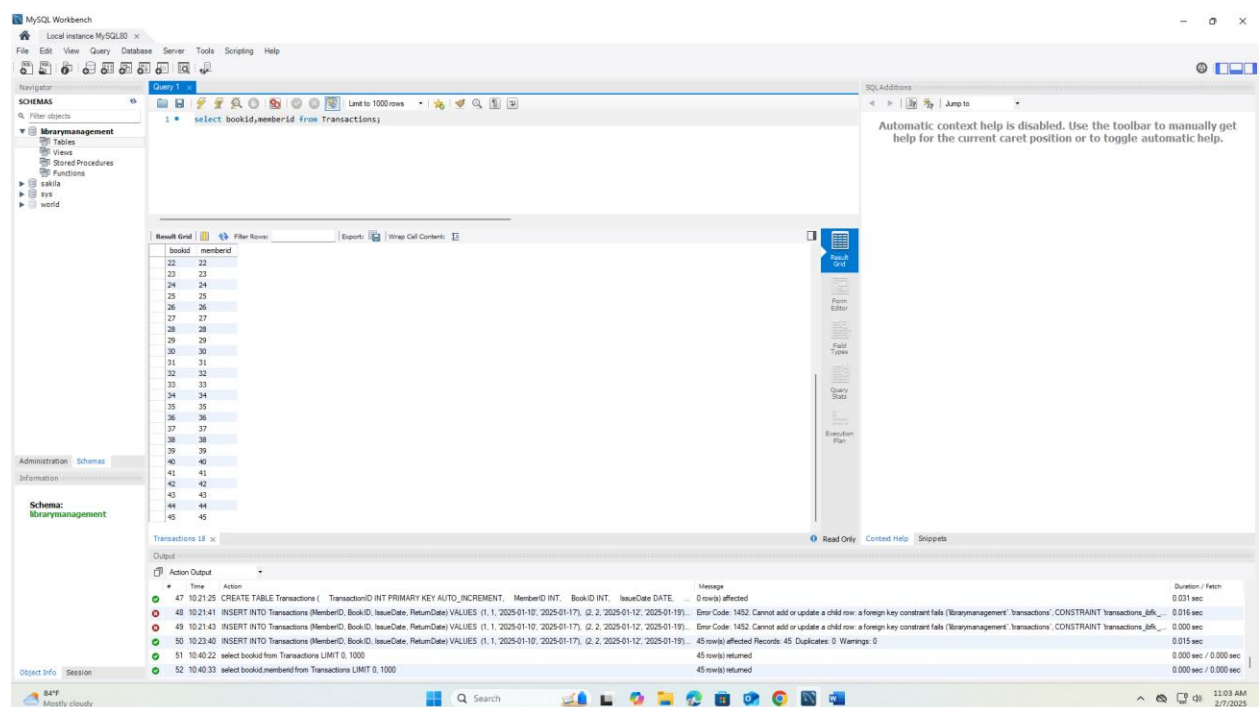 MySQL Workbench
Local instance MySQL80 ×
File Edit View Query Database Server Tools Scripting Help
Navigator
SCHEMAS
Filter objects
librarymanagement
Tables
Views
Stored Procedures
Functions
sakila
sys
world
Administration Schemas
Information
Schema:
librarymanagement
Object Info Session
Query 1 ×
Limit to 1000 rows
1 select bookid,memberid from Transactions;
Result Grid Filter Rows: Export: Wrap Cell Content:
bookid memberid
22 22
23 23
24 24
25 25
26 26
27 27
28 28
29 29
30 30
31 31
32 32
33 33
34 34
35 35
36 36
37 37
38 38
39 39
40 40
41 41
42 42
43 43
44 44
45 45
Result
Grid
Form
Editor
Field
Types
Query
Stats
Execution
Plan
Transactions 18 × Read Only
SQLAdditions
Jump to
Automatic context help is disabled. Use the toolbar to manually get
help for the current caret position or to toggle automatic help.
Context Help Snippets
Output
Action Output
# Time Action Message Duration / Fetch
47 10:21:25 CREATE TABLE Transactions ( TransactionID INT PRIMARY KEY AUTO_INCREMENT, MemberID INT, BookID INT, IssueDate DATE, ... 0 row(s) affected 0.031 sec
48 10:21:41 INSERT INTO Transactions (MemberID, BookID, IssueDate, ReturnDate) VALUES (1, 1, '2025-01-10', '2025-01-17'), (2, 2, '2025-01-12', '2025-01-19')... Error Code: 1452. Cannot add or update a child row: a foreign key constraint fails (`librarymanagement`.`transactions`, CONSTRAINT `transactions_ibfk_... 0.016 sec
49 10:21:43 INSERT INTO Transactions (MemberID, BookID, IssueDate, ReturnDate) VALUES (1, 1, '2025-01-10', '2025-01-17'), (2, 2, '2025-01-12', '2025-01-19')... Error Code: 1452. Cannot add or update a child row: a foreign key constraint fails (`librarymanagement`.`transactions`, CONSTRAINT `transactions_ibfk_... 0.000 sec
50 10:23:40 INSERT INTO Transactions (MemberID, BookID, IssueDate, ReturnDate) VALUES (1, 1, '2025-01-10', '2025-01-17'), (2, 2, '2025-01-12', '2025-01-19')... 45 row(s) affected Records: 45 Duplicates: 0 Warnings: 0 0.015 sec
51 10:40:22 select bookid from Transactions LIMIT 0, 1000 45 row(s) returned 0.000 sec / 0.000 sec
52 10:40:33 select bookid,memberid from Transactions LIMIT 0, 1000 45 row(s) returned 0.000 sec / 0.000 sec
84°F
Mostly cloudy
Search
11:03 AM
2/7/2025